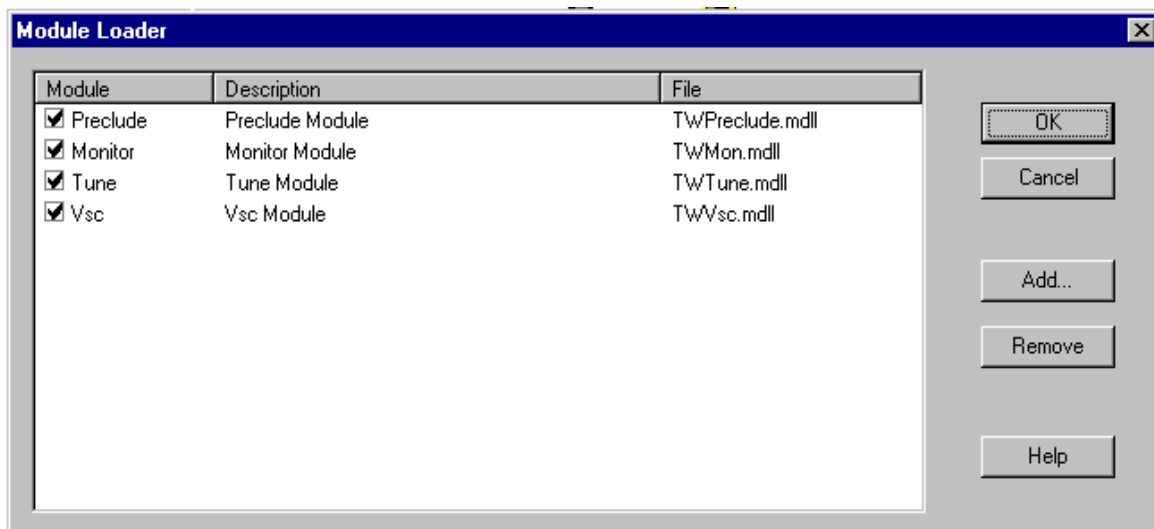 Module Loader
Module Description File
Preclude Preclude Module TWPreclude.mdll
Monitor Monitor Module TWMon.mdll
Tune Tune Module TWTune.mdll
Vsc Vsc Module TWVsc.mdll
OK
Cancel
Add...
Remove
Help